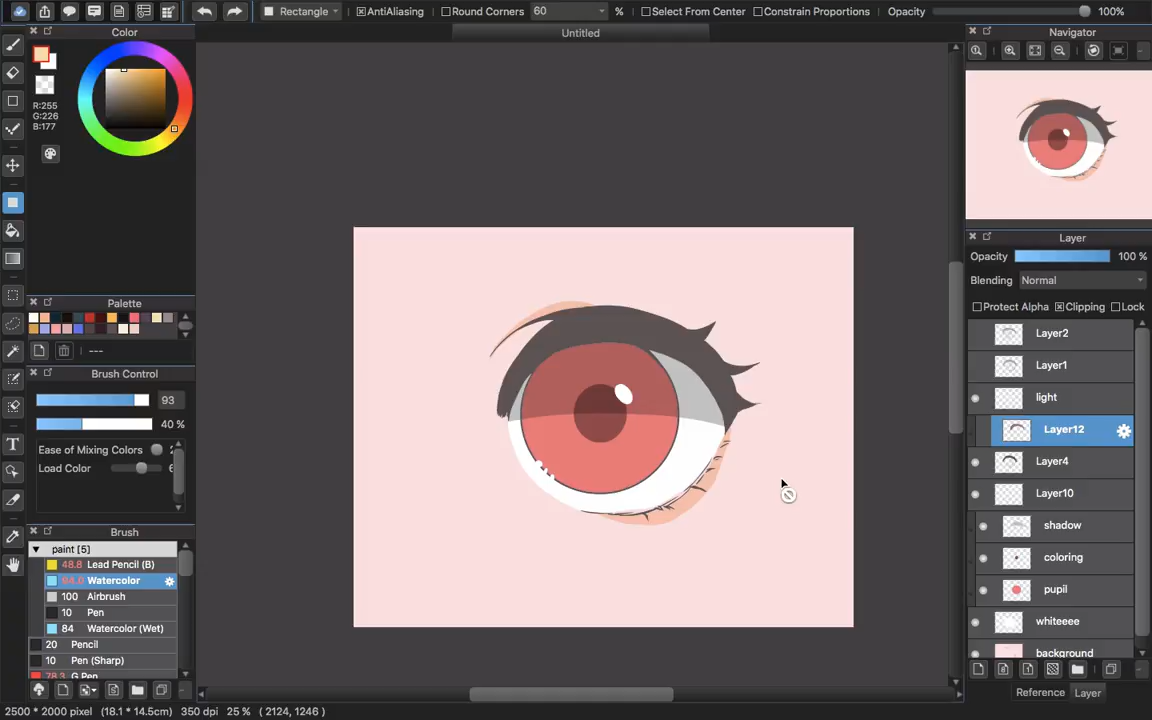 Rectangle
AntiAliasing
Round Corners
60
%
Select From Center
Constrain Proportions
Opacity
100%
Color
Untitled
Navigator
R:255
G:226
B:177
Layer
Opacity
100 %
Blending
Normal
Protect Alpha
Clipping
Lock
Palette
---
Brush Control
93
40 %
Ease of Mixing Colors
Load Color
Layer2
Layer1
light
Layer12
Layer4
Layer10
shadow
coloring
pupil
whiteeee
background
Brush
paint [5]
48.8 Lead Pencil (B)
94.0 Watercolor
100 Airbrush
10 Pen
84 Watercolor (Wet)
20 Pencil
10 Pen (Sharp)
78.3 G Pen
Reference
Layer
2500 * 2000 pixel (18.1 * 14.5cm) 350 dpi 25 % ( 2124, 1246 )